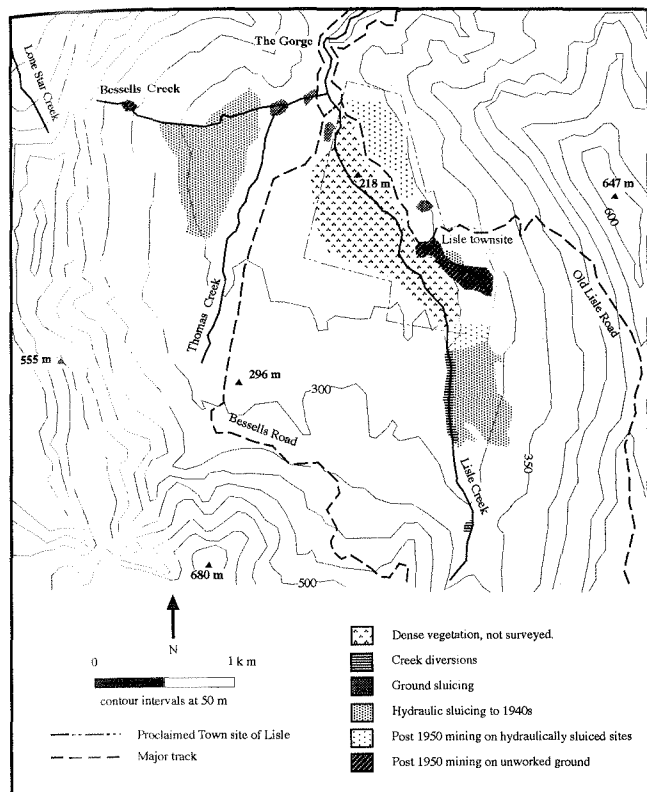 The Gorge
Lone Star Creek
Bessells Creek
218 m
647 m
600
Lisle townsite
Old Lisle Road
Thomas Creek
555 m
296 m
300
Bessells Road
350
Lisle Creek
680 m
500
N
0 1 k m
contour intervals at 50 m
Proclaimed Town site of Lisle
Major track
Dense vegetation, not surveyed.
Creek diversions
Ground sluicing
Hydraulic sluicing to 1940s
Post 1950 mining on hydraulically sluiced sites
Post 1950 mining on unworked ground